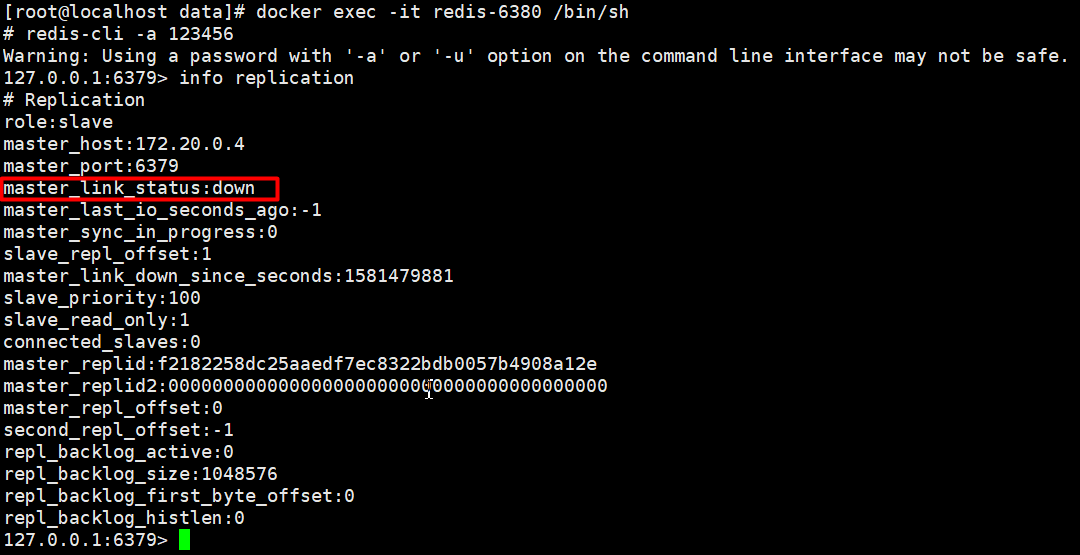 [root@localhost data]# docker exec -it redis-6380 /bin/sh
# redis-cli -a 123456
Warning: Using a password with '-a' or '-u' option on the command line interface may not be safe.
127.0.0.1:6379> info replication
# Replication
role:slave
master_host:172.20.0.4
master_port:6379
master_link_status:down
master_last_io_seconds_ago:-1
master_sync_in_progress:0
slave_repl_offset:1
master_link_down_since_seconds:1581479881
slave_priority:100
slave_read_only:1
connected_slaves:0
master_replid:f2182258dc25aaedf7ec8322bdb0057b4908a12e
master_replid2:0000000000000000000000000000000000000000
master_repl_offset:0
second_repl_offset:-1
repl_backlog_active:0
repl_backlog_size:1048576
repl_backlog_first_byte_offset:0
repl_backlog_histlen:0
127.0.0.1:6379>